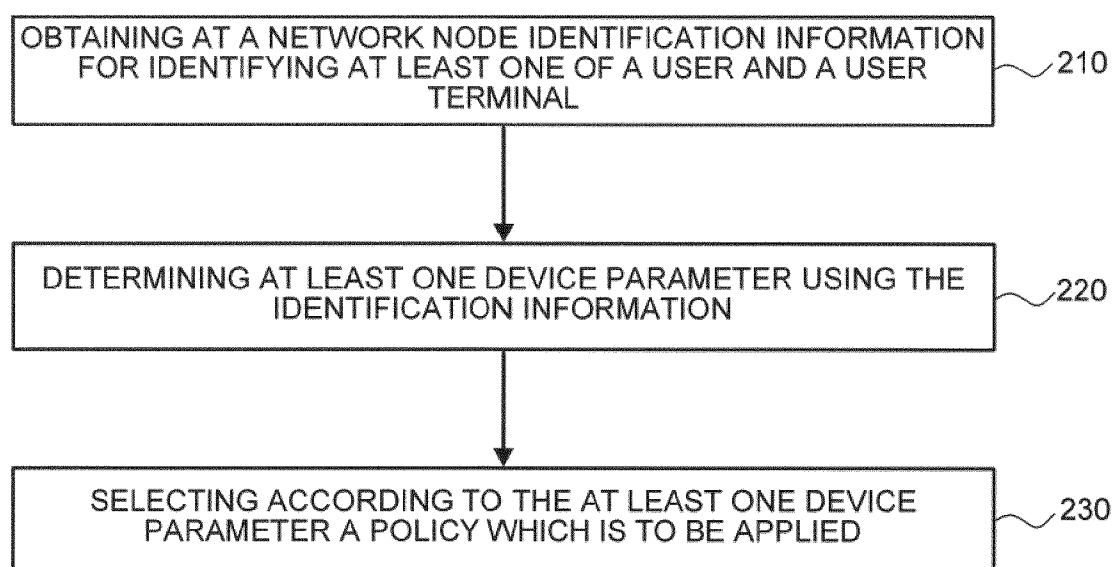 OBTAINING AT A NETWORK NODE IDENTIFICATION INFORMATION
FOR IDENTIFYING AT LEAST ONE OF A USER AND A USER
TERMINAL
210
DETERMINING AT LEAST ONE DEVICE PARAMETER USING THE
IDENTIFICATION INFORMATION
220
SELECTING ACCORDING TO THE AT LEAST ONE DEVICE
PARAMETER A POLICY WHICH IS TO BE APPLIED
230